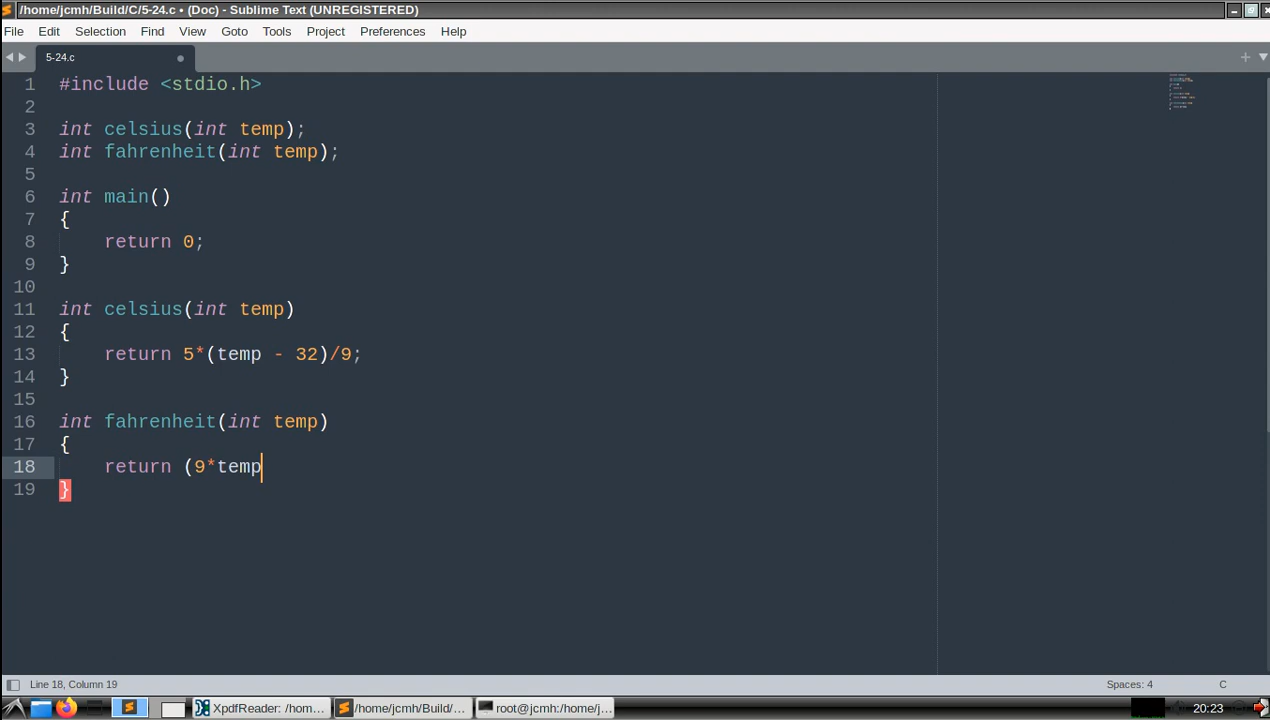 /home/jcmh/Build/C/5-24.c • (Doc) - Sublime Text (UNREGISTERED)
File Edit Selection Find View Goto Tools Project Preferences Help
5-24.c
1 #include <stdio.h>
2
3 int celsius(int temp);
4 int fahrenheit(int temp);
5
6 int main()
7 {
8     return 0;
9 }
10
11 int celsius(int temp)
12 {
13     return 5*(temp - 32)/9;
14 }
15
16 int fahrenheit(int temp)
17 {
18     return (9*temp
19 }
Line 18, Column 19 Spaces: 4 C
XpdfReader: /hom... /home/jcmh/Build/... root@jcmh:/home/j... 20:23